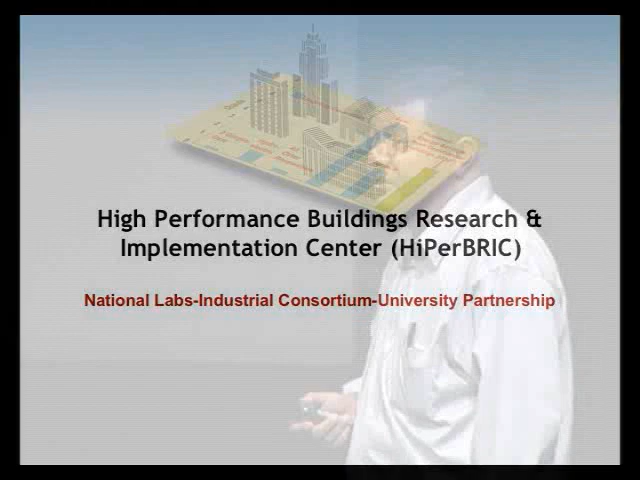 High Performance Buildings Research &
Implementation Center (HiPerBRIC)
National Labs-Industrial Consortium-University Partnership